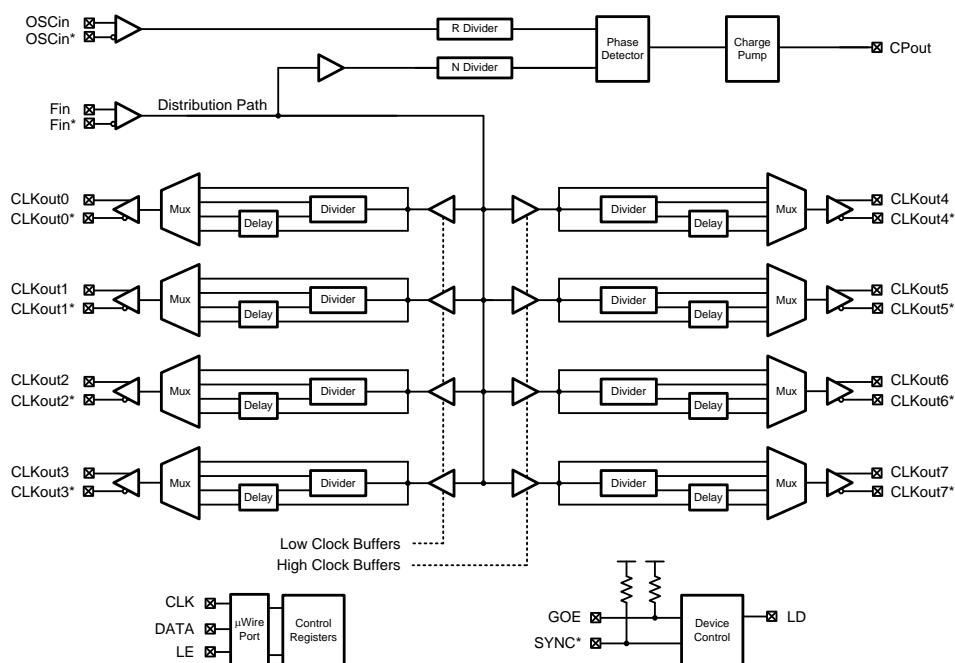 OSCin
OSCin*
R Divider
Phase
Detector
Charge
Pump
CPout
N Divider
Fin
Fin*
Distribution Path
CLKout0
CLKout0*
Mux
Divider
Delay
Divider
Delay
Mux
CLKout4
CLKout4*
CLKout1
CLKout1*
Mux
Divider
Delay
Divider
Delay
Mux
CLKout5
CLKout5*
CLKout2
CLKout2*
Mux
Divider
Delay
Divider
Delay
Mux
CLKout6
CLKout6*
CLKout3
CLKout3*
Mux
Divider
Delay
Divider
Delay
Mux
CLKout7
CLKout7*
Low Clock Buffers
High Clock Buffers
CLK
DATA
LE
μWire
Port
Control
Registers
GOE
SYNC*
Device
Control
LD